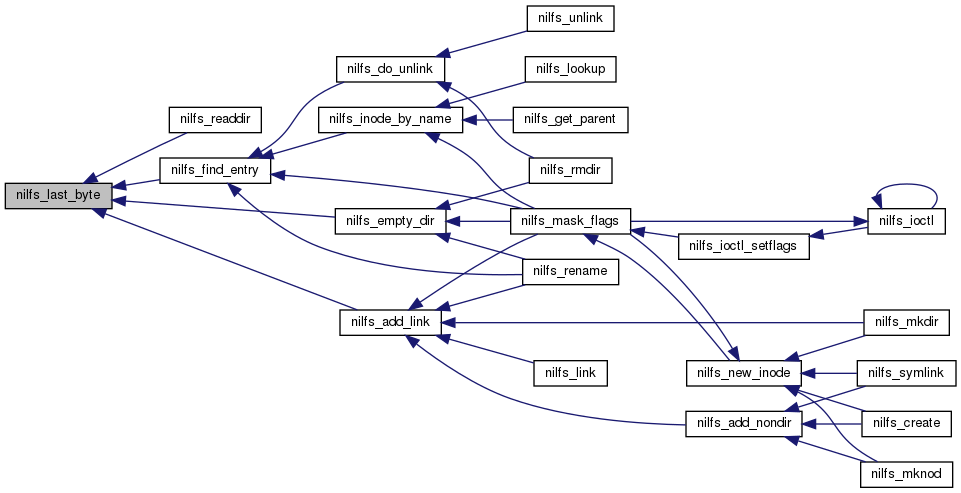 nilfs_unlink
nilfs_do_unlink
nilfs_lookup
nilfs_readdir
nilfs_inode_by_name
nilfs_get_parent
nilfs_find_entry
nilfs_rmdir
nilfs_last_byte
nilfs_empty_dir
nilfs_mask_flags
nilfs_ioctl
nilfs_ioctl_setflags
nilfs_rename
nilfs_add_link
nilfs_mkdir
nilfs_link
nilfs_new_inode
nilfs_symlink
nilfs_add_nondir
nilfs_create
nilfs_mknod